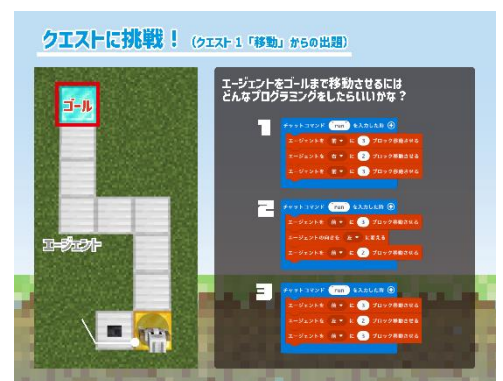 クエストに挑戦！（クエスト1「移動」からの出題）
ゴール
エージェント
エージェントをゴールまで移動させるには
どんなプログラミングをしたらいいかな？
1
チャットコマンド run を入力した時
エージェントを 前 に 3 ブロック移動させる
エージェントを 右 に 2 ブロック移動させる
エージェントを 前 に 3 ブロック移動させる
2
チャットコマンド run を入力した時
エージェントを 前 に 3 ブロック移動させる
エージェントの向きを 左 に変える
エージェントを 前 に 2 ブロック移動させる
3
チャットコマンド run を入力した時
エージェントを 前 に 3 ブロック移動させる
エージェントを 左 に 2 ブロック移動させる
エージェントを 前 に 3 ブロック移動させる